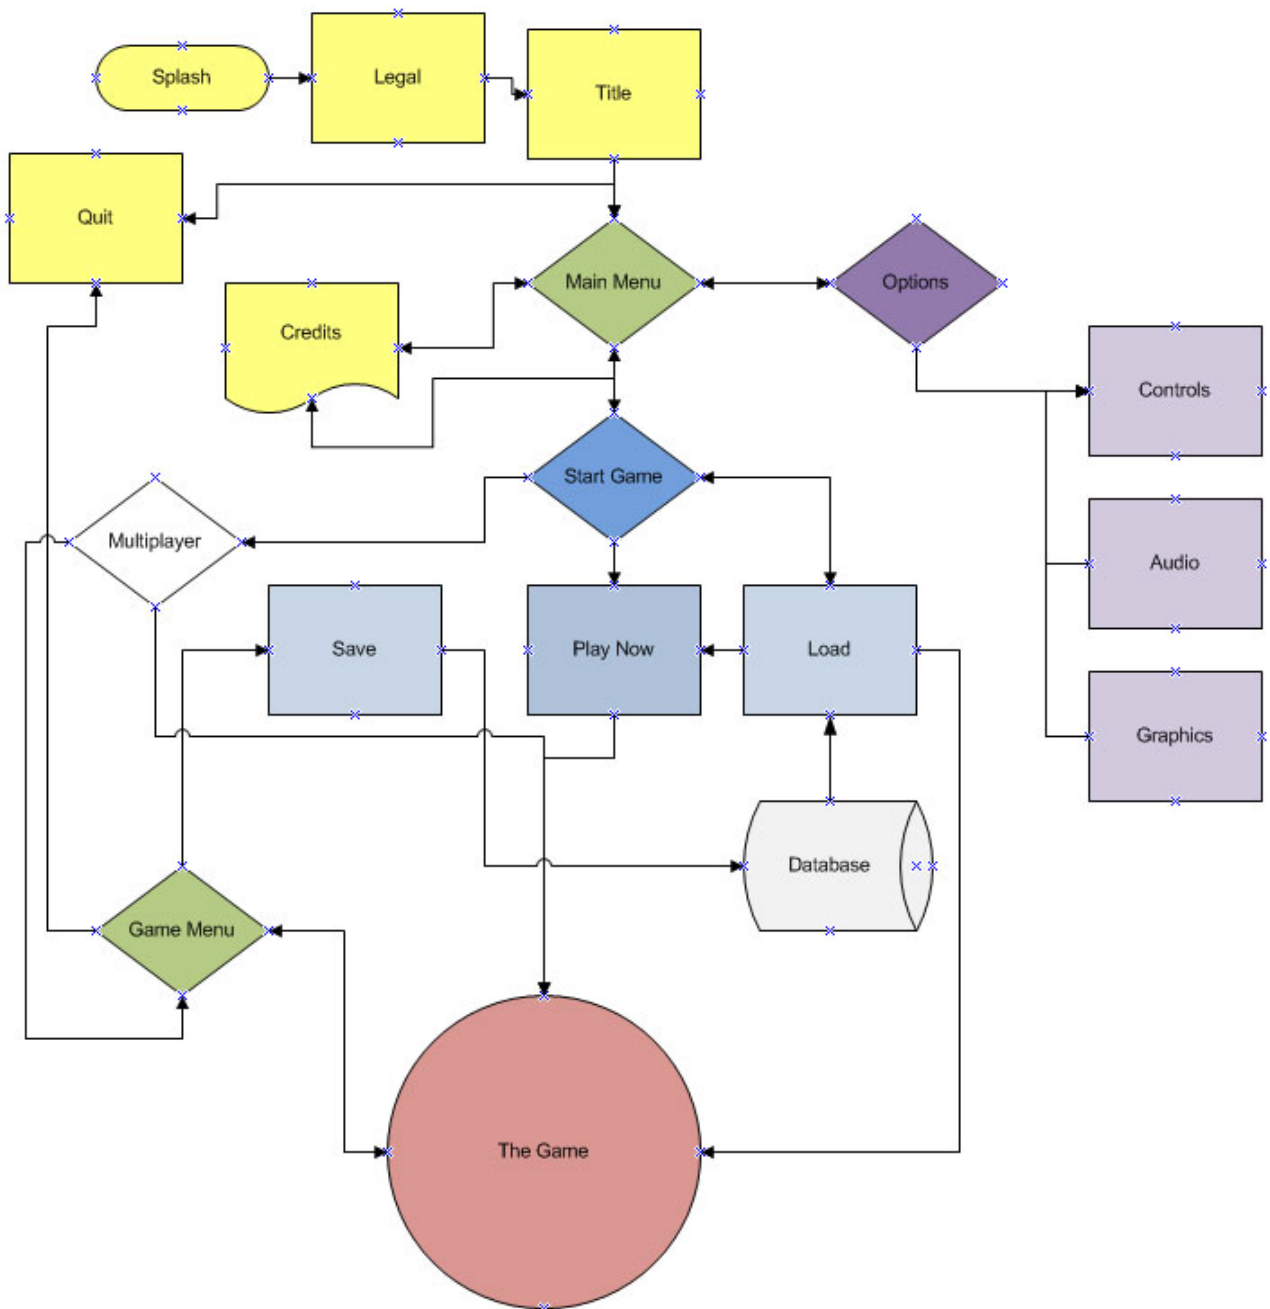 Splash
Legal
Title
Quit
Main Menu
Options
Credits
Controls
Start Game
Multiplayer
Audio
Save
Play Now
Load
Graphics
Database
Game Menu
The Game